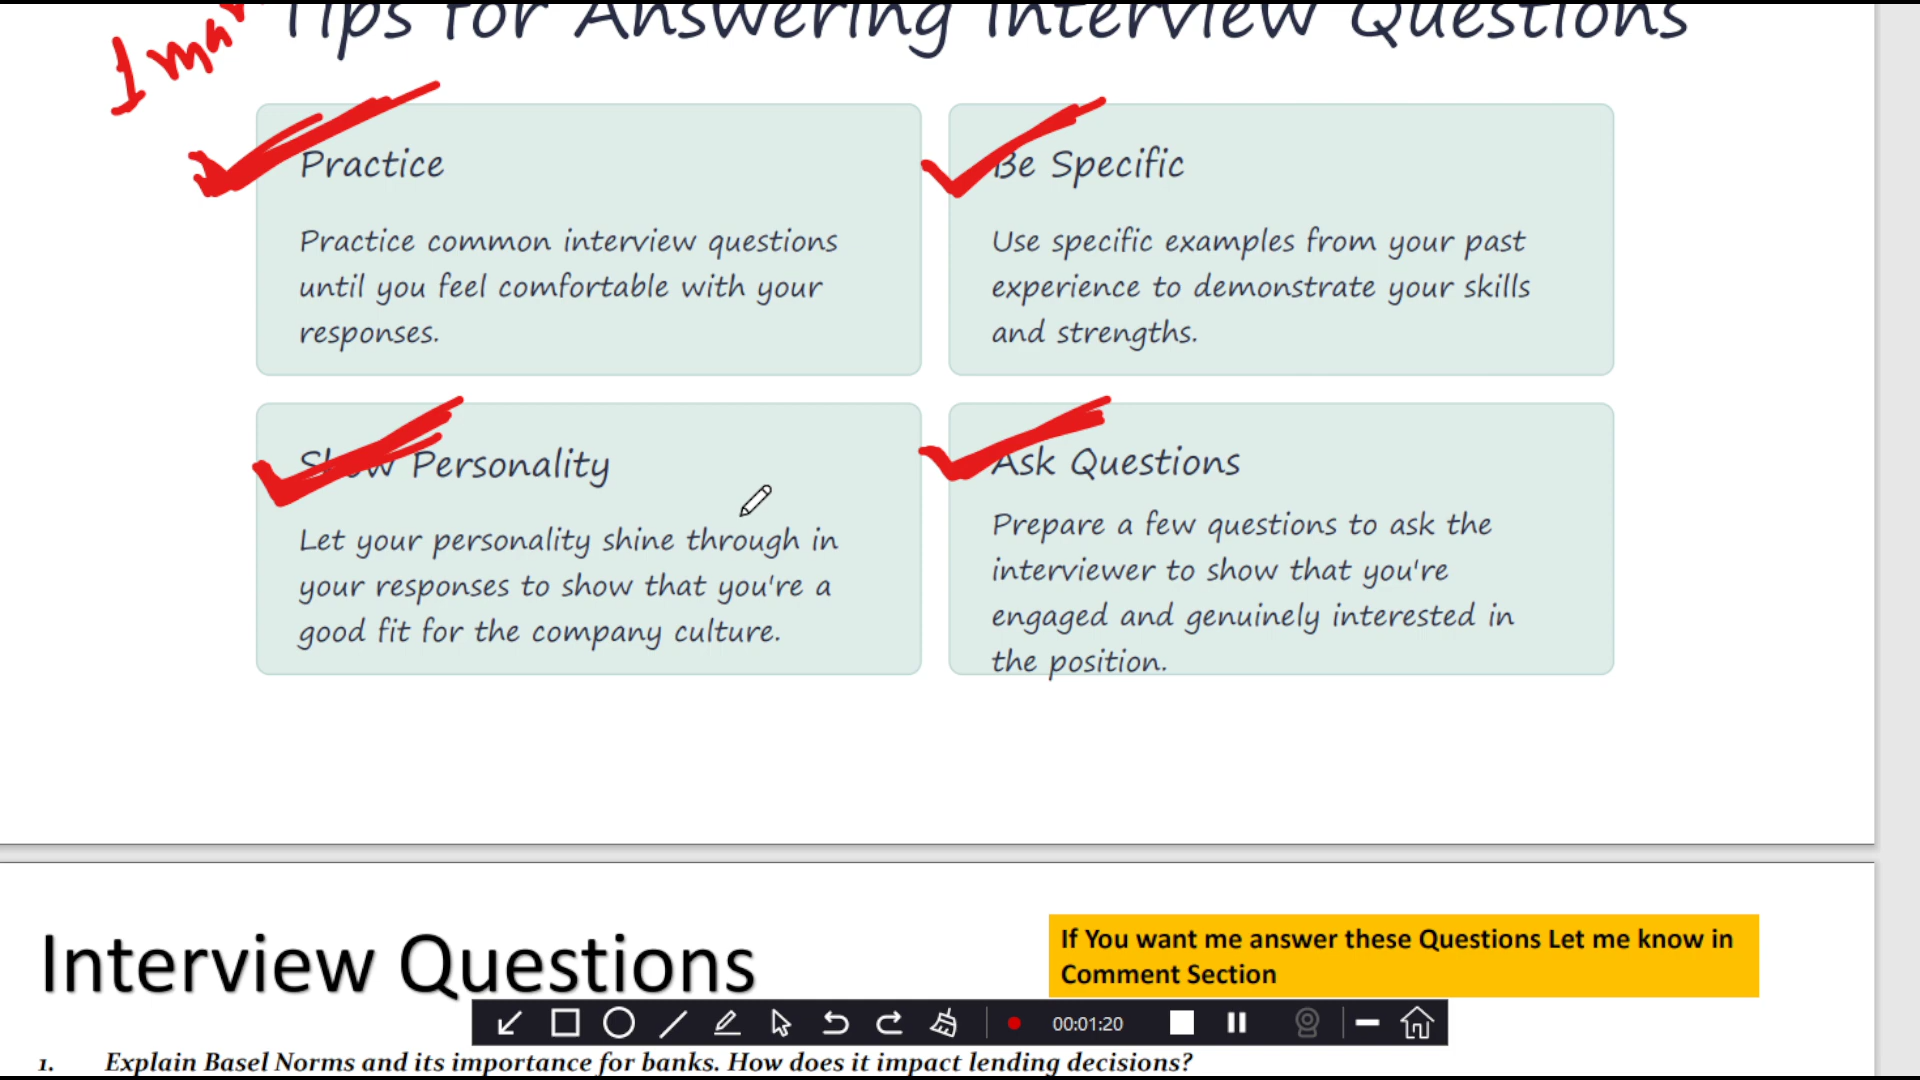 Tips for Answering Interview Questions
Practice
Practice common interview questions
until you feel comfortable with your
responses.
Be Specific
Use specific examples from your past
experience to demonstrate your skills
and strengths.
Show Personality
Let your personality shine through in
your responses to show that you're a
good fit for the company culture.
Ask Questions
Prepare a few questions to ask the
interviewer to show that you're
engaged and genuinely interested in
the position.
Interview Questions
If You want me answer these Questions Let me know in
Comment Section
00:01:20
1. Explain Basel Norms and its importance for banks. How does it impact lending decisions?